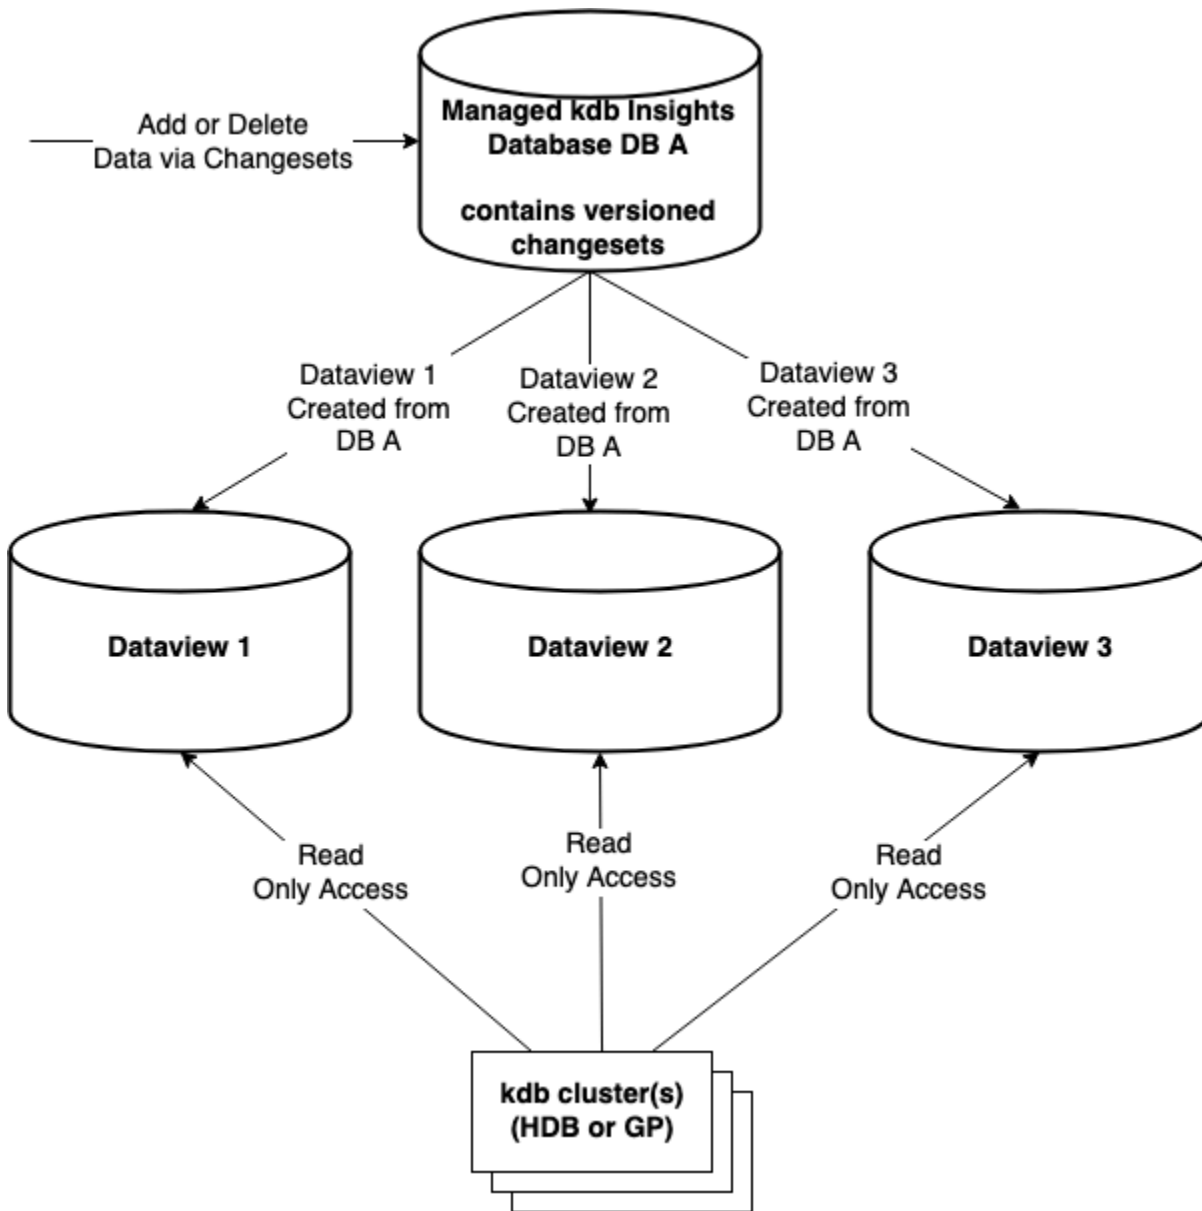 Managed kdb Insights
Database DB A
contains versioned
changesets
Add or Delete
Data via Changesets
Dataview 1
Created from
DB A
Dataview 2
Created from
DB A
Dataview 3
Created from
DB A
Dataview 1
Dataview 2
Dataview 3
Read
Only Access
Read
Only Access
Read
Only Access
kdb cluster(s)
(HDB or GP)